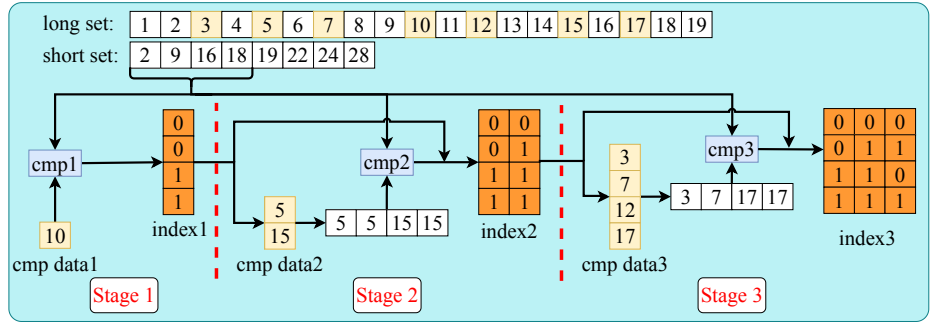 long set: 1 2 3 4 5 6 7 8 9 10 11 12 13 14 15 16 17 18 19
short set: 2 9 16 18 19 22 24 28
cmp1
10
cmp data1
0
0
1
1
index1
Stage 1
5
15
cmp data2
5 5 15 15
cmp2
0 0
0 1
1 1
1 1
index2
Stage 2
3
7
12
17
cmp data3
3 7 17 17
cmp3
0 0 0
0 1 1
1 1 0
1 1 1
index3
Stage 3